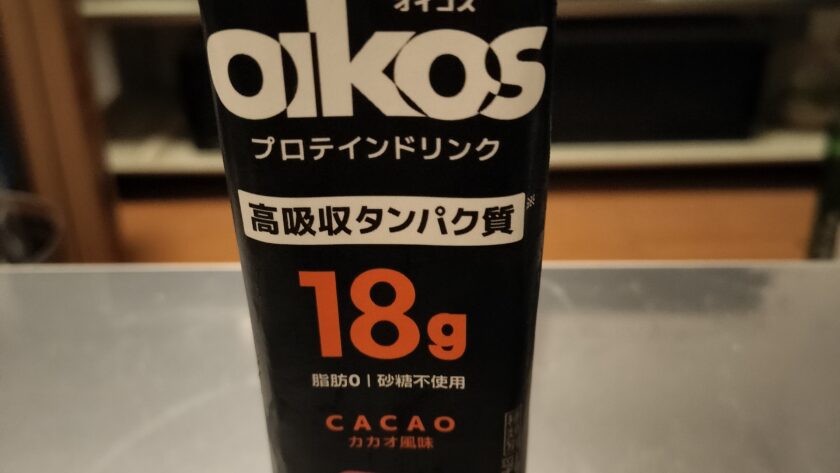 オイコス
oikos
プロテインドリンク
高吸収タンパク質※
18g
脂肪0 | 砂糖不使用
CACAO
カカオ風味